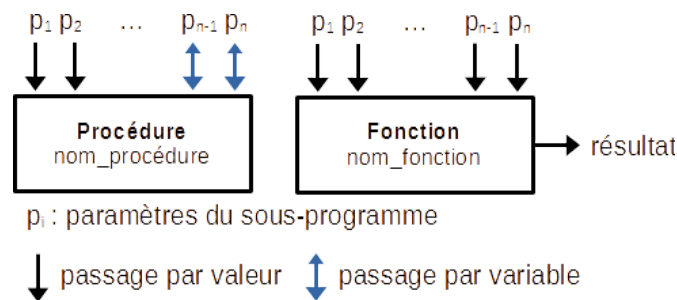 p₁ p₂ … pₙ₋₁ pₙ p₁ p₂ … pₙ₋₁ pₙ
Procédure
nom_procédure
Fonction
nom_fonction
résultat
pᵢ : paramètres du sous-programme
passage par valeur passage par variable